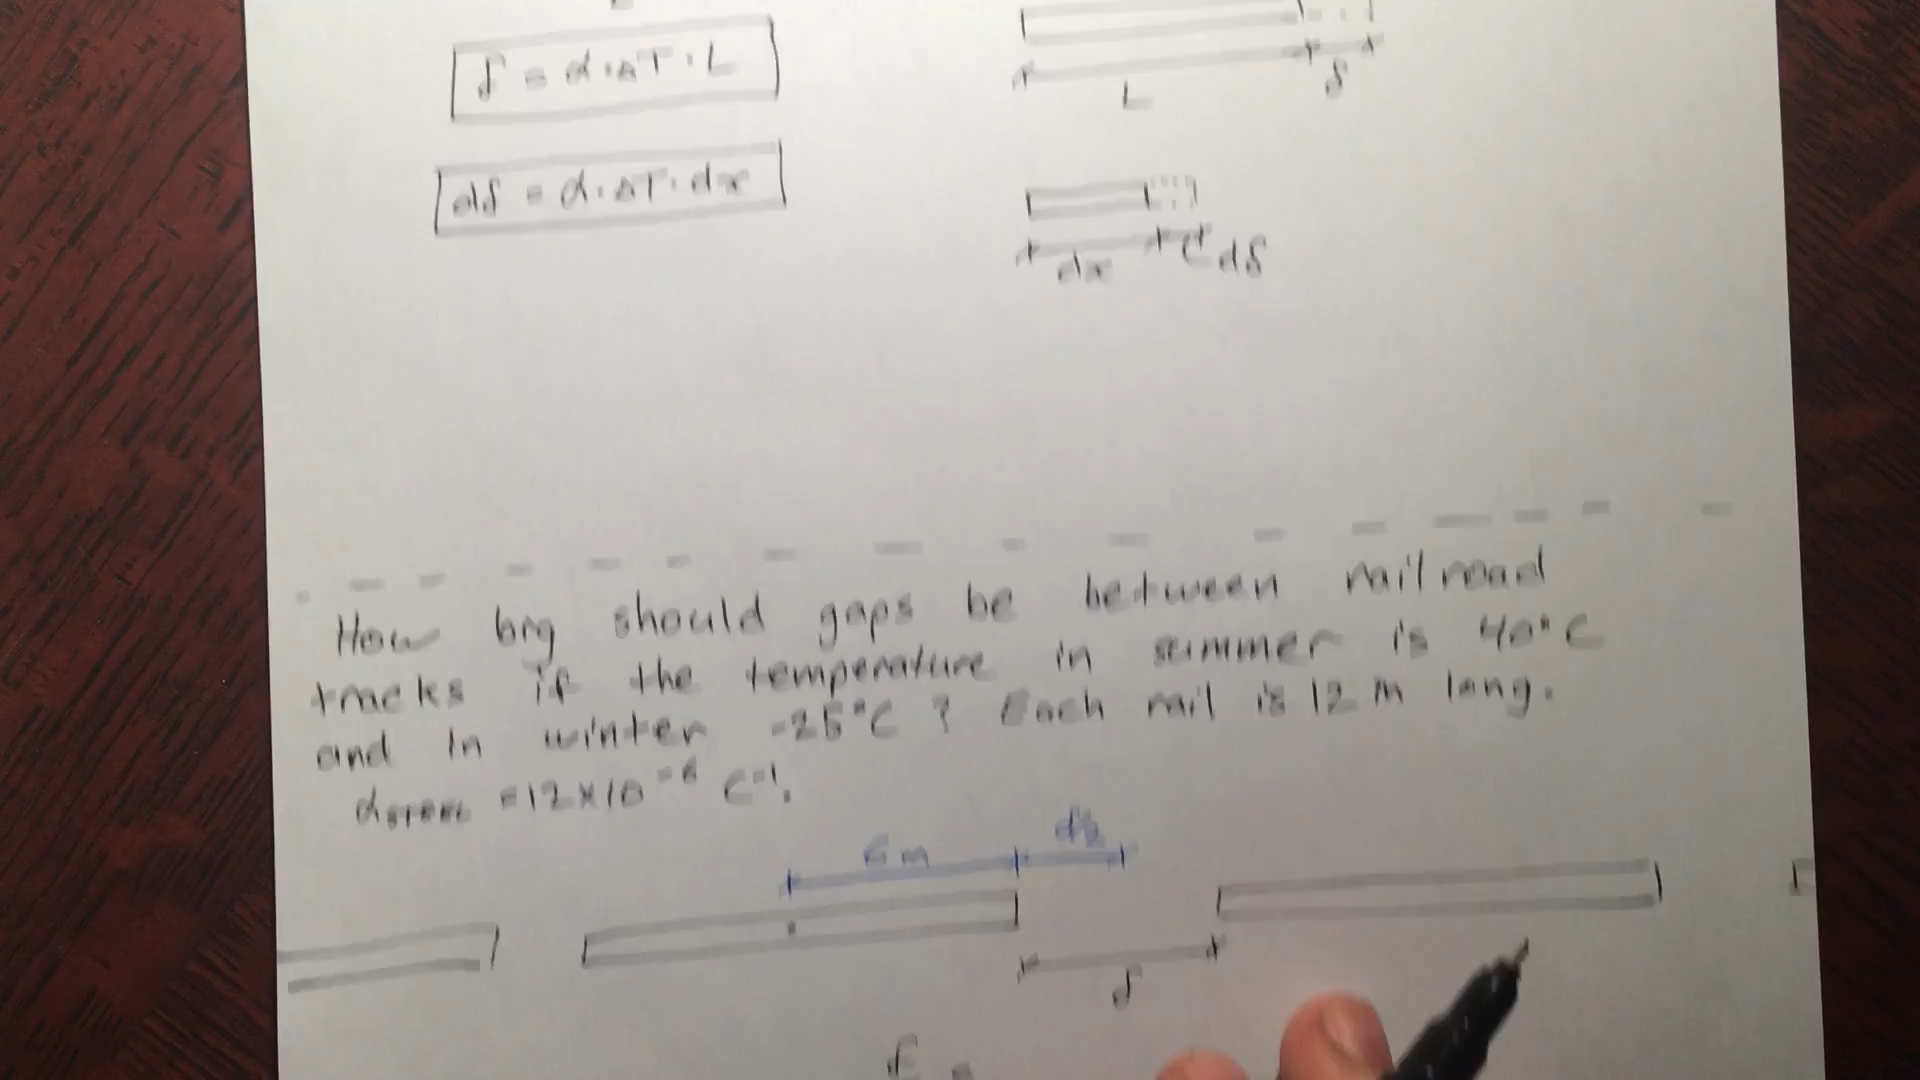 δ = α·ΔT·L
L
δ
dδ = α·ΔT·dx
dx
dδ
How big should gaps be between railroad
tracks if the temperature in summer is 40°C
and in winter -25°C ? Each rail is 12 m long.
αSTEEL = 12×10⁻⁶ C⁻¹.
6 m
δ
δ =